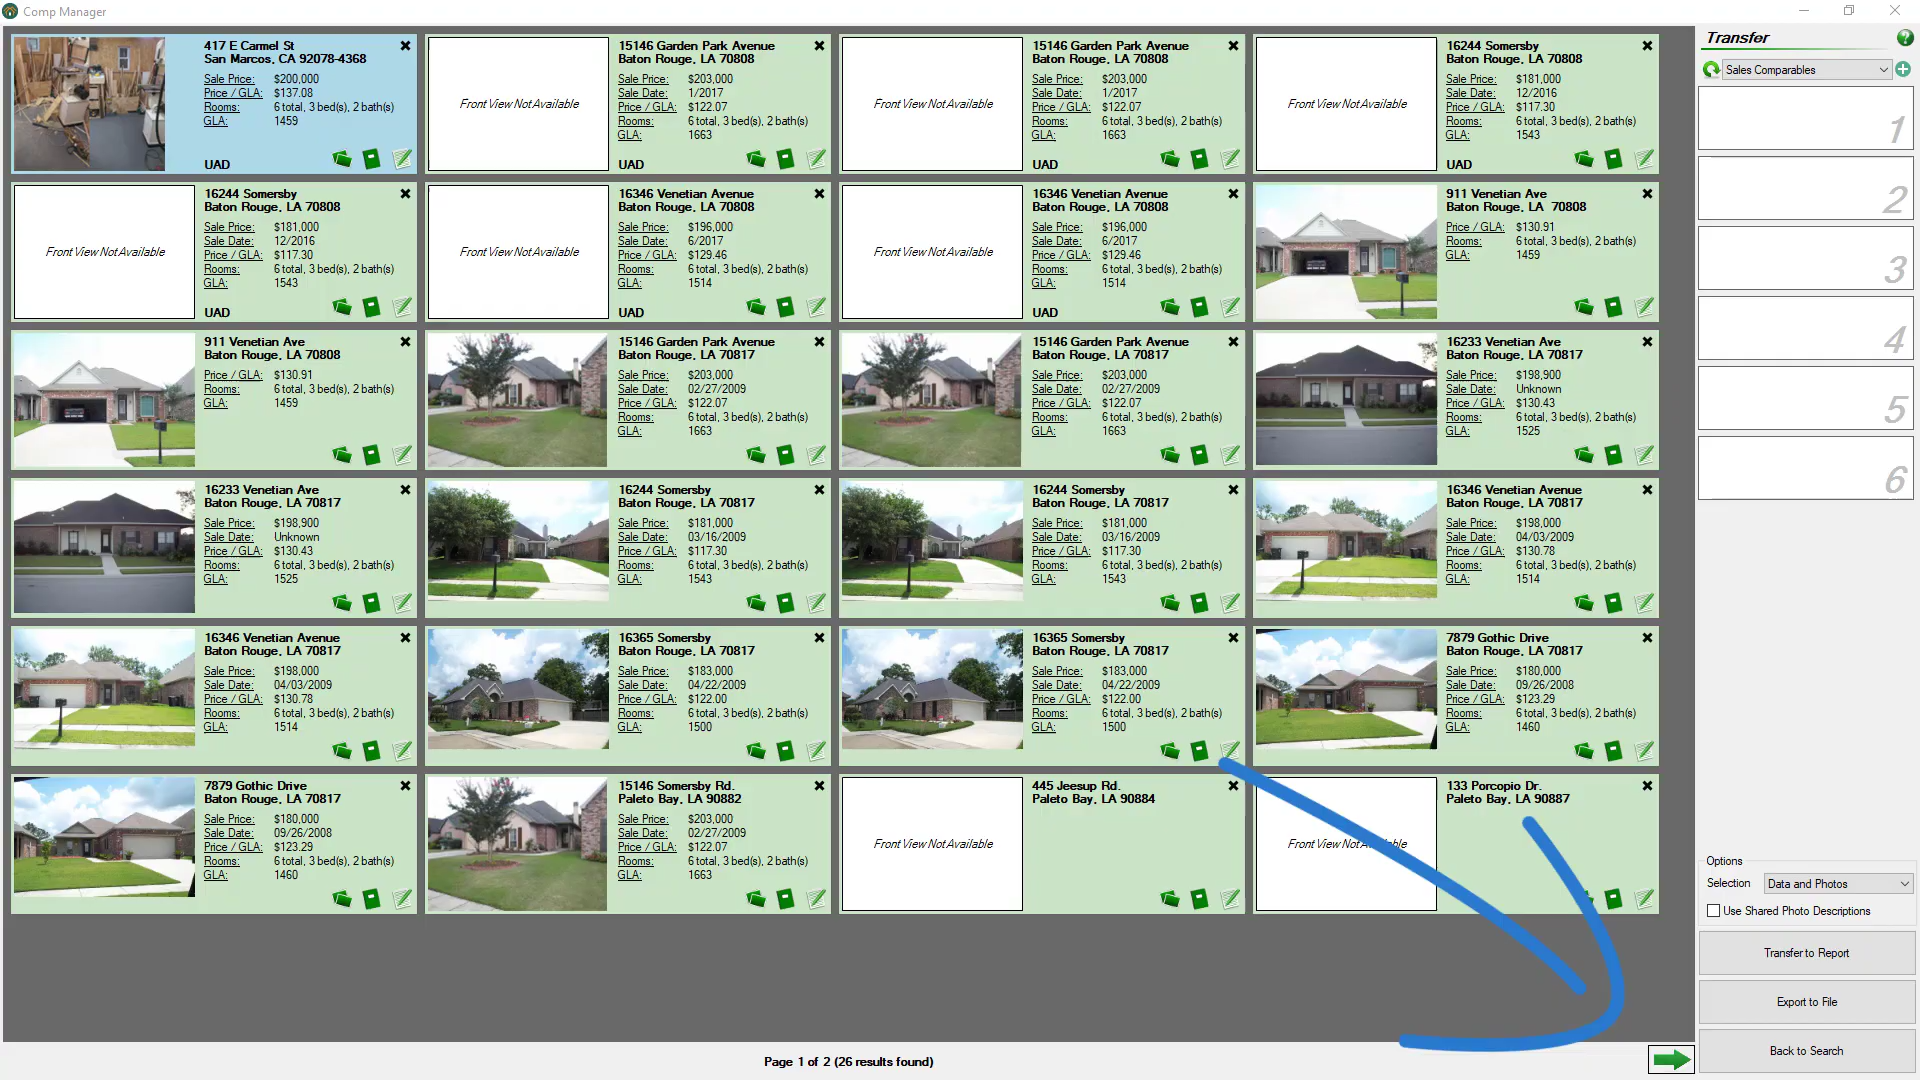 Comp Manager
417 E Carmel St
San Marcos, CA 92078-4368
Sale Price: $200,000
Price / GLA: $137.08
Rooms: 6 total, 3 bed(s), 2 bath(s)
GLA: 1459
UAD
15146 Garden Park Avenue
Baton Rouge, LA 70808
Front View Not Available
Sale Price: $203,000
Sale Date: 1/2017
Price / GLA: $122.07
Rooms: 6 total, 3 bed(s), 2 bath(s)
GLA: 1663
UAD
15146 Garden Park Avenue
Baton Rouge, LA 70808
Front View Not Available
Sale Price: $203,000
Sale Date: 1/2017
Price / GLA: $122.07
Rooms: 6 total, 3 bed(s), 2 bath(s)
GLA: 1663
UAD
16244 Somersby
Baton Rouge, LA 70808
Front View Not Available
Sale Price: $181,000
Sale Date: 12/2016
Price / GLA: $117.30
Rooms: 6 total, 3 bed(s), 2 bath(s)
GLA: 1543
UAD
16244 Somersby
Baton Rouge, LA 70808
Front View Not Available
Sale Price: $181,000
Sale Date: 12/2016
Price / GLA: $117.30
Rooms: 6 total, 3 bed(s), 2 bath(s)
GLA: 1543
UAD
16346 Venetian Avenue
Baton Rouge, LA 70808
Front View Not Available
Sale Price: $196,000
Sale Date: 6/2017
Price / GLA: $129.46
Rooms: 6 total, 3 bed(s), 2 bath(s)
GLA: 1514
UAD
16346 Venetian Avenue
Baton Rouge, LA 70808
Front View Not Available
Sale Price: $196,000
Sale Date: 6/2017
Price / GLA: $129.46
Rooms: 6 total, 3 bed(s), 2 bath(s)
GLA: 1514
UAD
911 Venetian Ave
Baton Rouge, LA 70808
Price / GLA: $130.91
Rooms: 6 total, 3 bed(s), 2 bath(s)
GLA: 1459
911 Venetian Ave
Baton Rouge, LA 70808
Price / GLA: $130.91
Rooms: 6 total, 3 bed(s), 2 bath(s)
GLA: 1459
15146 Garden Park Avenue
Baton Rouge, LA 70817
Sale Price: $203,000
Sale Date: 02/27/2009
Price / GLA: $122.07
Rooms: 6 total, 3 bed(s), 2 bath(s)
GLA: 1663
15146 Garden Park Avenue
Baton Rouge, LA 70817
Sale Price: $203,000
Sale Date: 02/27/2009
Price / GLA: $122.07
Rooms: 6 total, 3 bed(s), 2 bath(s)
GLA: 1663
16233 Venetian Ave
Baton Rouge, LA 70817
Sale Price: $198,900
Sale Date: Unknown
Price / GLA: $130.43
Rooms: 6 total, 3 bed(s), 2 bath(s)
GLA: 1525
16233 Venetian Ave
Baton Rouge, LA 70817
Sale Price: $198,900
Sale Date: Unknown
Price / GLA: $130.43
Rooms: 6 total, 3 bed(s), 2 bath(s)
GLA: 1525
16244 Somersby
Baton Rouge, LA 70817
Sale Price: $181,000
Sale Date: 03/16/2009
Price / GLA: $117.30
Rooms: 6 total, 3 bed(s), 2 bath(s)
GLA: 1543
16244 Somersby
Baton Rouge, LA 70817
Sale Price: $181,000
Sale Date: 03/16/2009
Price / GLA: $117.30
Rooms: 6 total, 3 bed(s), 2 bath(s)
GLA: 1543
16346 Venetian Avenue
Baton Rouge, LA 70817
Sale Price: $198,000
Sale Date: 04/03/2009
Price / GLA: $130.78
Rooms: 6 total, 3 bed(s), 2 bath(s)
GLA: 1514
16346 Venetian Avenue
Baton Rouge, LA 70817
Sale Price: $198,000
Sale Date: 04/03/2009
Price / GLA: $130.78
Rooms: 6 total, 3 bed(s), 2 bath(s)
GLA: 1514
16365 Somersby
Baton Rouge, LA 70817
Sale Price: $183,000
Sale Date: 04/22/2009
Price / GLA: $122.00
Rooms: 6 total, 3 bed(s), 2 bath(s)
GLA: 1500
16365 Somersby
Baton Rouge, LA 70817
Sale Price: $183,000
Sale Date: 04/22/2009
Price / GLA: $122.00
Rooms: 6 total, 3 bed(s), 2 bath(s)
GLA: 1500
7879 Gothic Drive
Baton Rouge, LA 70817
Sale Price: $180,000
Sale Date: 09/26/2008
Price / GLA: $123.29
Rooms: 6 total, 3 bed(s), 2 bath(s)
GLA: 1460
7879 Gothic Drive
Baton Rouge, LA 70817
Sale Price: $180,000
Sale Date: 09/26/2008
Price / GLA: $123.29
Rooms: 6 total, 3 bed(s), 2 bath(s)
GLA: 1460
15146 Somersby Rd.
Paleto Bay, LA 90882
Sale Price: $203,000
Sale Date: 02/27/2009
Price / GLA: $122.07
Rooms: 6 total, 3 bed(s), 2 bath(s)
GLA: 1663
445 Jeesup Rd.
Paleto Bay, LA 90884
Front View Not Available
133 Porcopio Dr.
Paleto Bay, LA 90887
Front View Not Available
Page 1 of 2 (26 results found)
Transfer
Sales Comparables
1
2
3
4
5
6
Options
Selection Data and Photos
Use Shared Photo Descriptions
Transfer to Report
Export to File
Back to Search